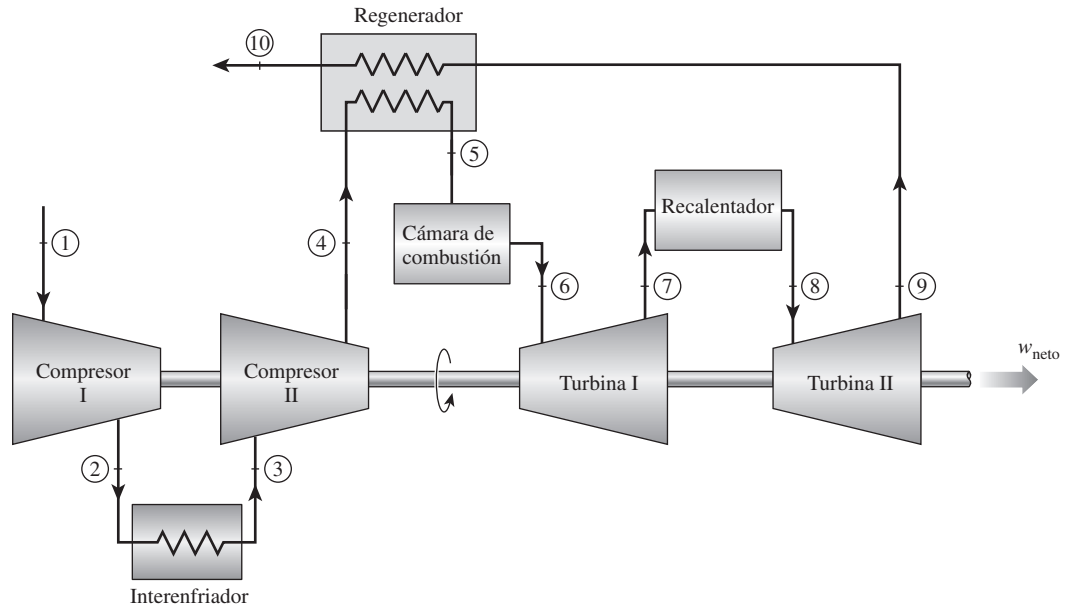 Regenerador
10
5
Recalentador
1
4
Cámara de
combustión
6
7
8
9
Compresor
I
Compresor
II
Turbina I
Turbina II
wneto
2
3
Interenfriador